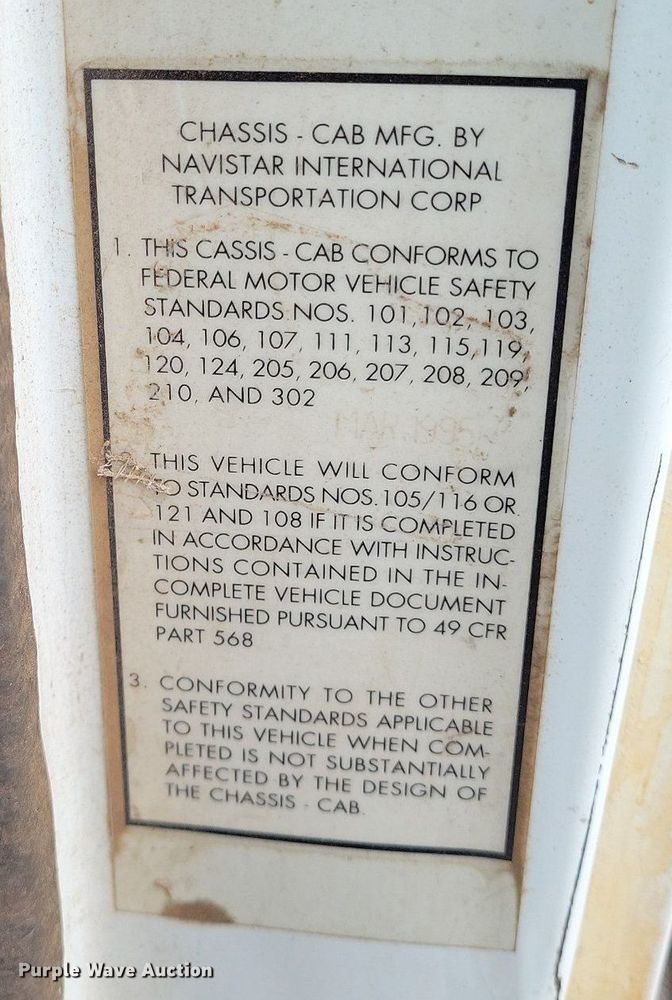 CHASSIS - CAB MFG. BY
NAVISTAR INTERNATIONAL
TRANSPORTATION CORP
1. THIS CASSIS - CAB CONFORMS TO
FEDERAL MOTOR VEHICLE SAFETY
STANDARDS NOS. 101, 102, 103,
104, 106, 107, 111, 113, 115, 119,
120, 124, 205, 206, 207, 208, 209,
210, AND 302
MAR 1995
THIS VEHICLE WILL CONFORM
TO STANDARDS NOS. 105/116 OR
121 AND 108 IF IT IS COMPLETED
IN ACCORDANCE WITH INSTRUC-
TIONS CONTAINED IN THE IN-
COMPLETE VEHICLE DOCUMENT
FURNISHED PURSUANT TO 49 CFR
PART 568
3. CONFORMITY TO THE OTHER
SAFETY STANDARDS APPLICABLE
TO THIS VEHICLE WHEN COM-
PLETED IS NOT SUBSTANTIALLY
AFFECTED BY THE DESIGN OF
THE CHASSIS - CAB.
Purple Wave Auction